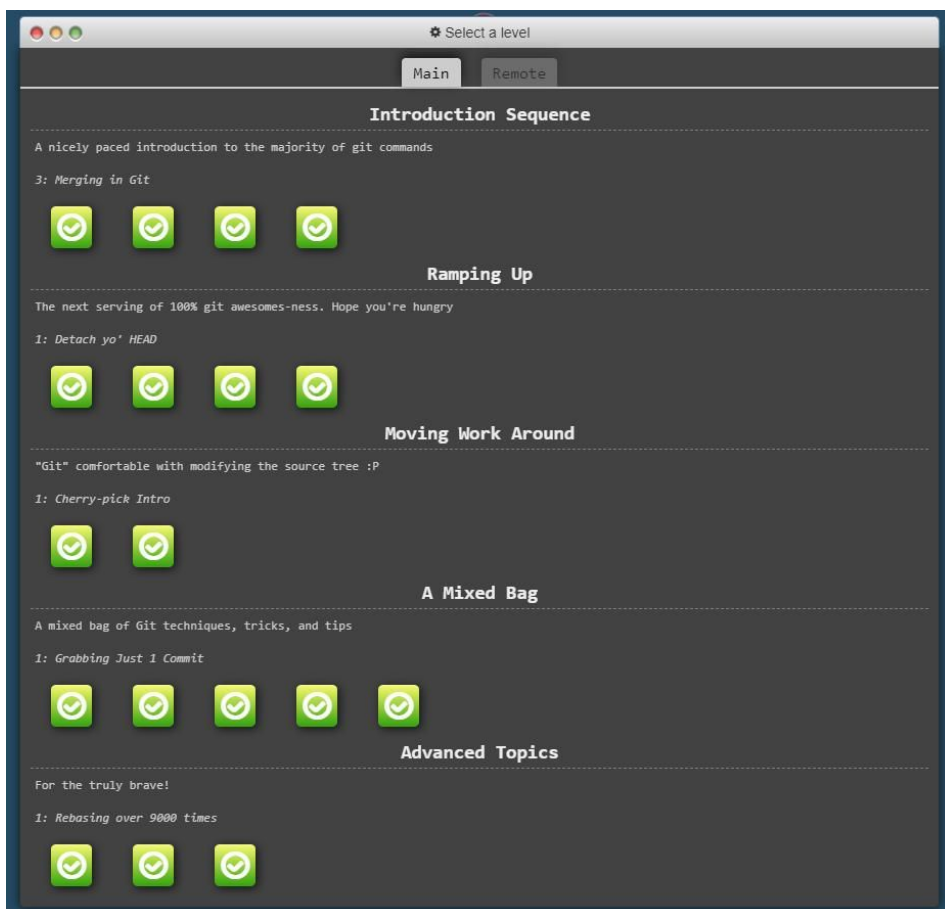 Select a level
Main Remote
Introduction Sequence
A nicely paced introduction to the majority of git commands
3: Merging in Git
Ramping Up
The next serving of 100% git awesomes-ness. Hope you're hungry
1: Detach yo' HEAD
Moving Work Around
"Git" comfortable with modifying the source tree :P
1: Cherry-pick Intro
A Mixed Bag
A mixed bag of Git techniques, tricks, and tips
1: Grabbing Just 1 Commit
Advanced Topics
For the truly brave!
1: Rebasing over 9000 times